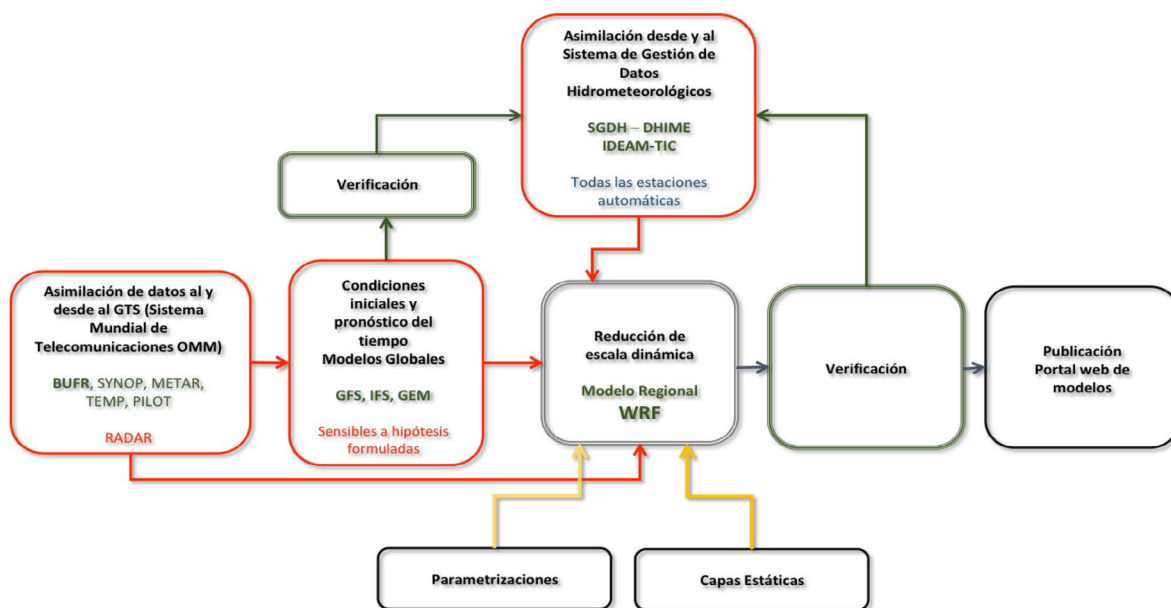 Asimilación desde y al
Sistema de Gestión de
Datos
Hidrometeorológicos
SGDH – DHIME
IDEAM-TIC
Todas las estaciones
automáticas
Verificación
Asimilación de datos al y
desde al GTS (Sistema
Mundial de
Telecomunicaciones OMM)
BUFR, SYNOP, METAR,
TEMP, PILOT
RADAR
Condiciones
iniciales y
pronóstico del
tiempo
Modelos Globales
GFS, IFS, GEM
Sensibles a hipótesis
formuladas
Reducción de
escala dinámica
Modelo Regional
WRF
Verificación
Publicación
Portal web de
modelos
Parametrizaciones
Capas Estáticas